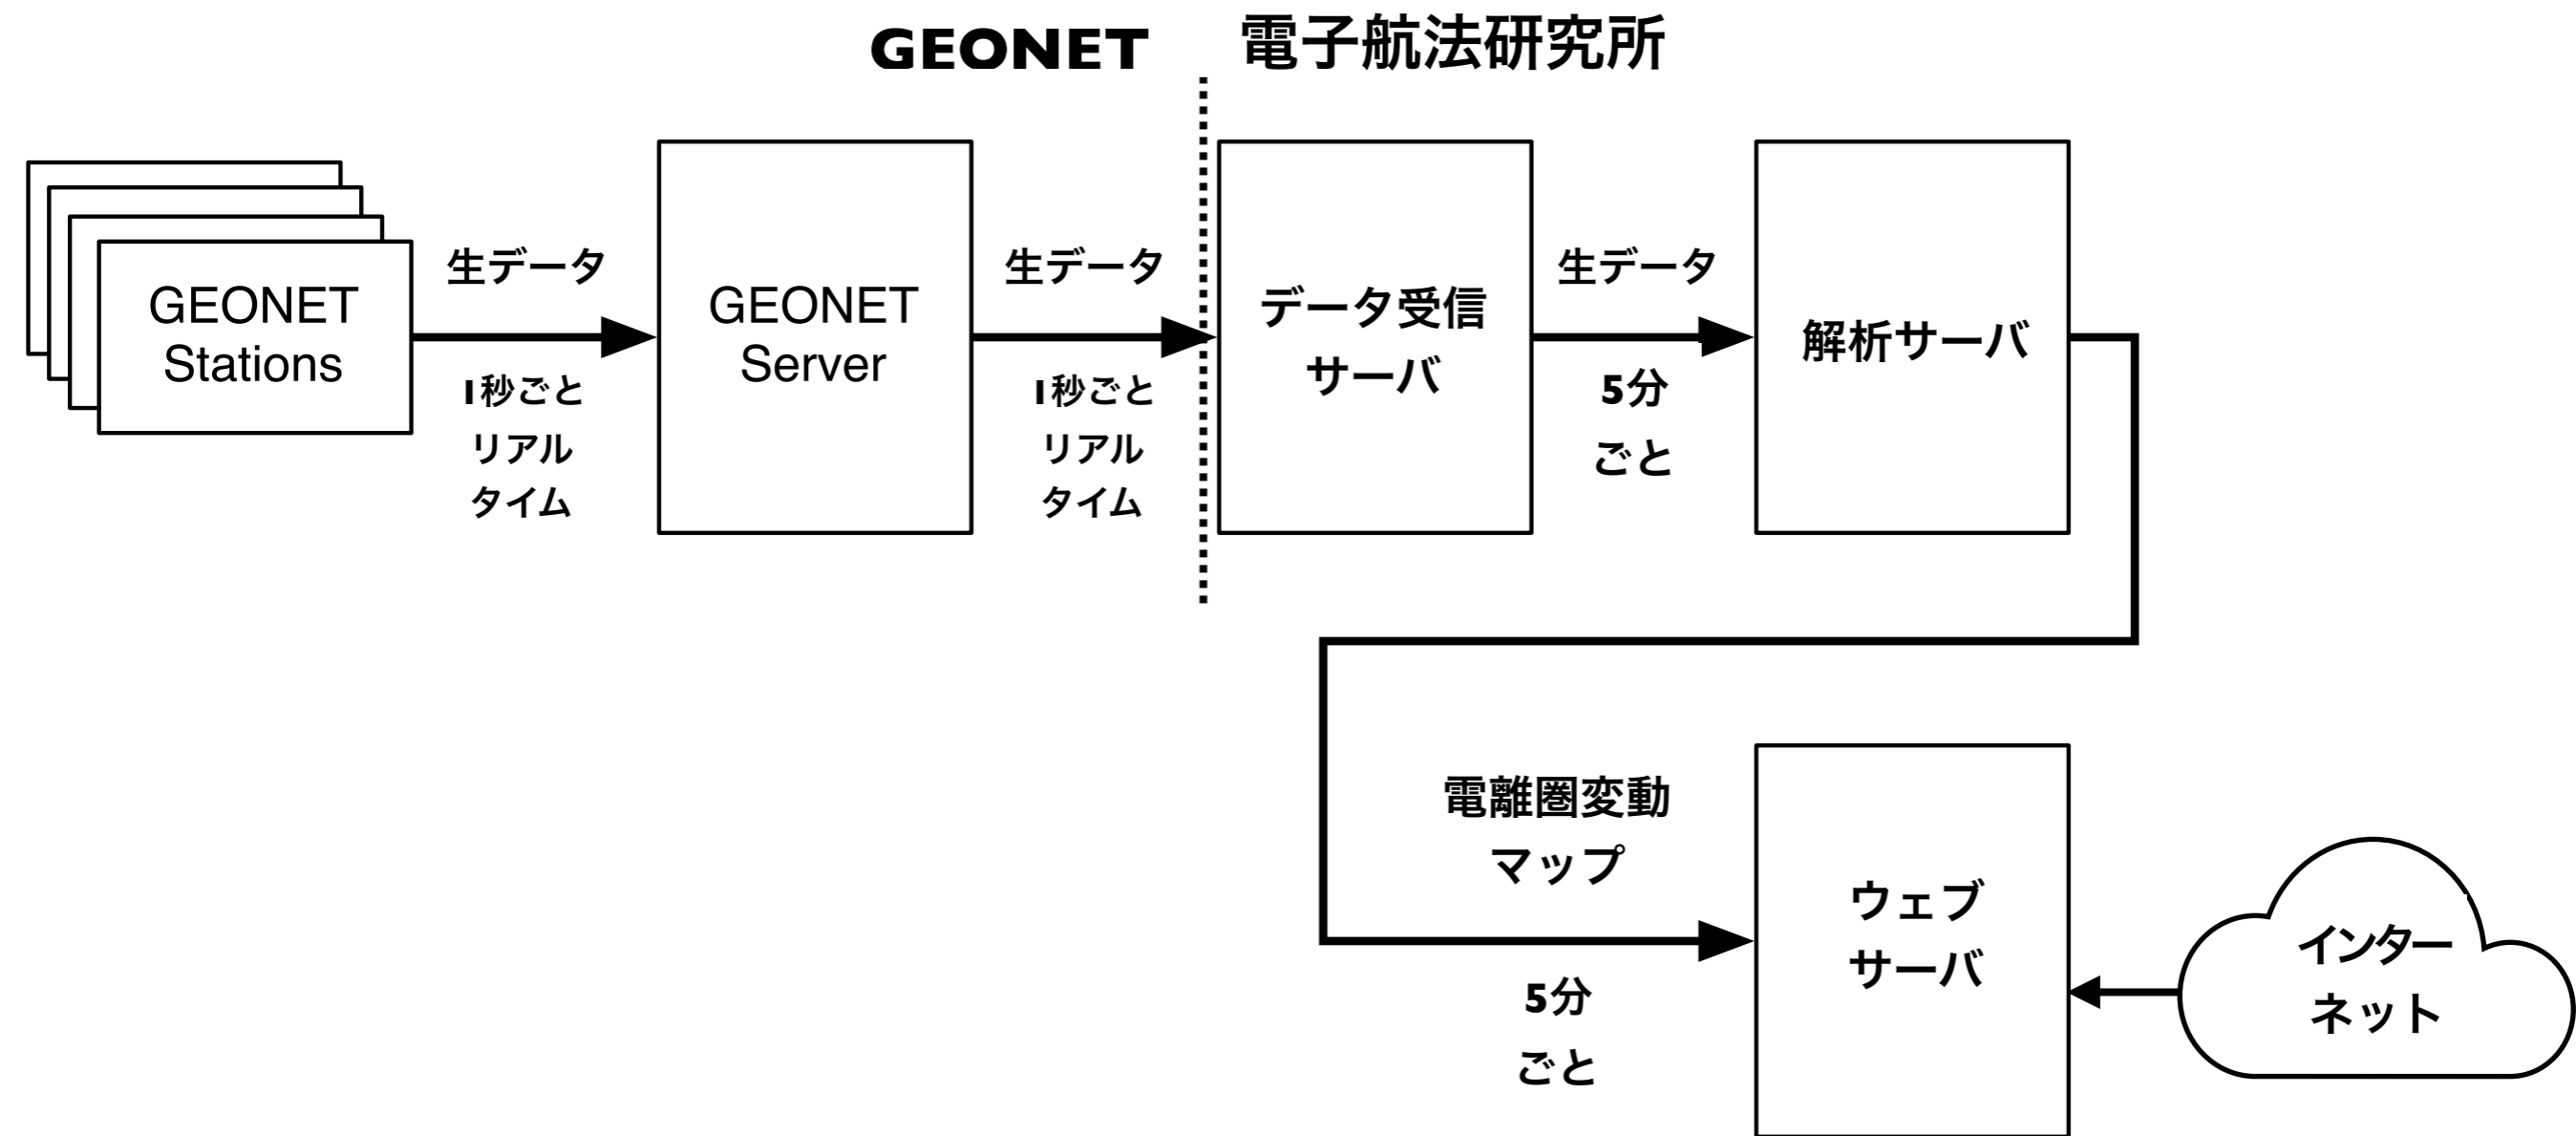 GEONET
電子航法研究所
GEONET
Stations
生データ
1秒ごと
リアル
タイム
GEONET
Server
生データ
1秒ごと
リアル
タイム
データ受信
サーバ
生データ
5分
ごと
解析サーバ
電離圏変動
マップ
5分
ごと
ウェブ
サーバ
インター
ネット